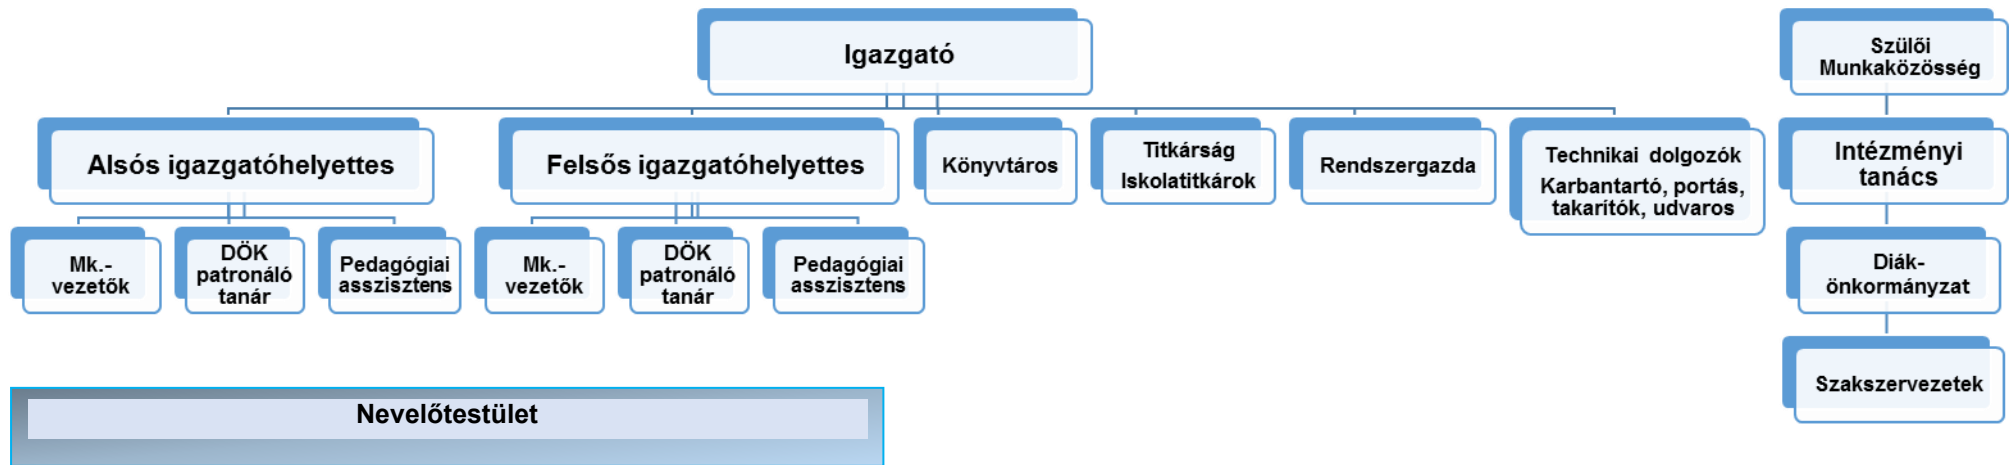 Igazgató
Szülői
Munkaközösség
Alsós igazgatóhelyettes
Felsős igazgatóhelyettes
Könyvtáros
Titkárság
Iskolatitkárok
Rendszergazda
Technikai dolgozók
Karbantartó, portás,
takarítók, udvaros
Intézményi
tanács
Mk.-
vezetők
DÖK
patronáló
tanár
Pedagógiai
asszisztens
Mk.-
vezetők
DÖK
patronáló
tanár
Pedagógiai
asszisztens
Diák-
önkormányzat
Szakszervezetek
Nevelőtestület